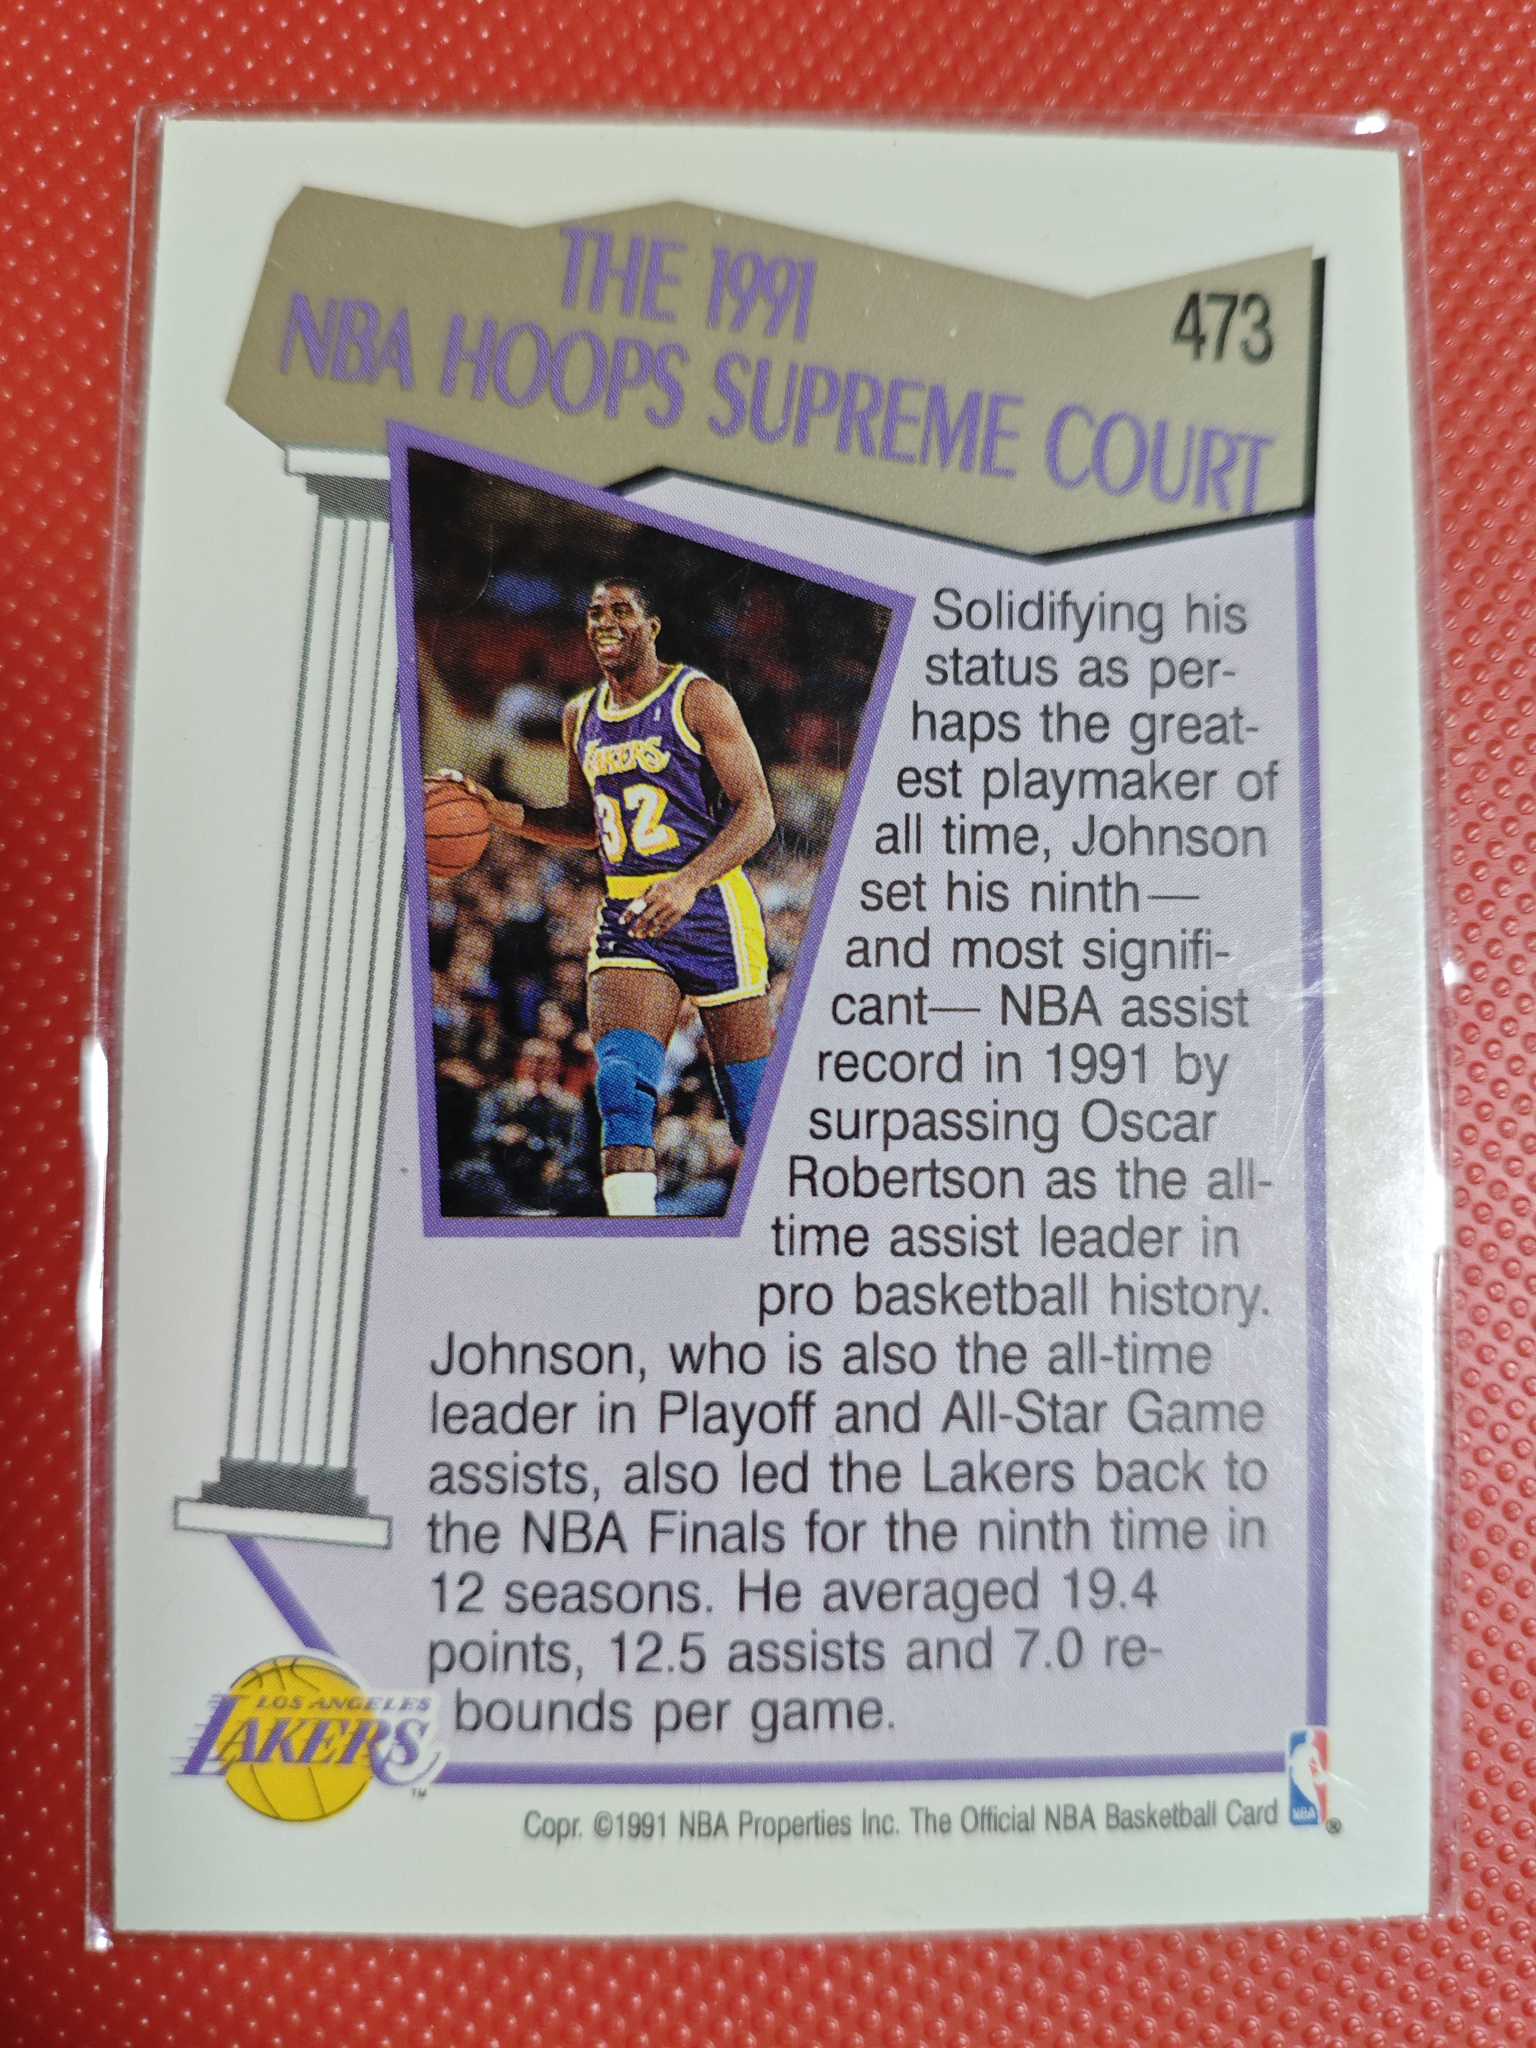 THE 1991
NBA HOOPS SUPREME COURT
473
LAKERS
32
Solidifying his
status as per-
haps the great-
est playmaker of
all time, Johnson
set his ninth—
and most signifi-
cant— NBA assist
record in 1991 by
surpassing Oscar
Robertson as the all-
time assist leader in
pro basketball history.
Johnson, who is also the all-time
leader in Playoff and All-Star Game
assists, also led the Lakers back to
the NBA Finals for the ninth time in
12 seasons. He averaged 19.4
points, 12.5 assists and 7.0 re-
bounds per game.
LOS ANGELES
LAKERS
TM
Copr. ©1991 NBA Properties Inc. The Official NBA Basketball Card
NBA
®